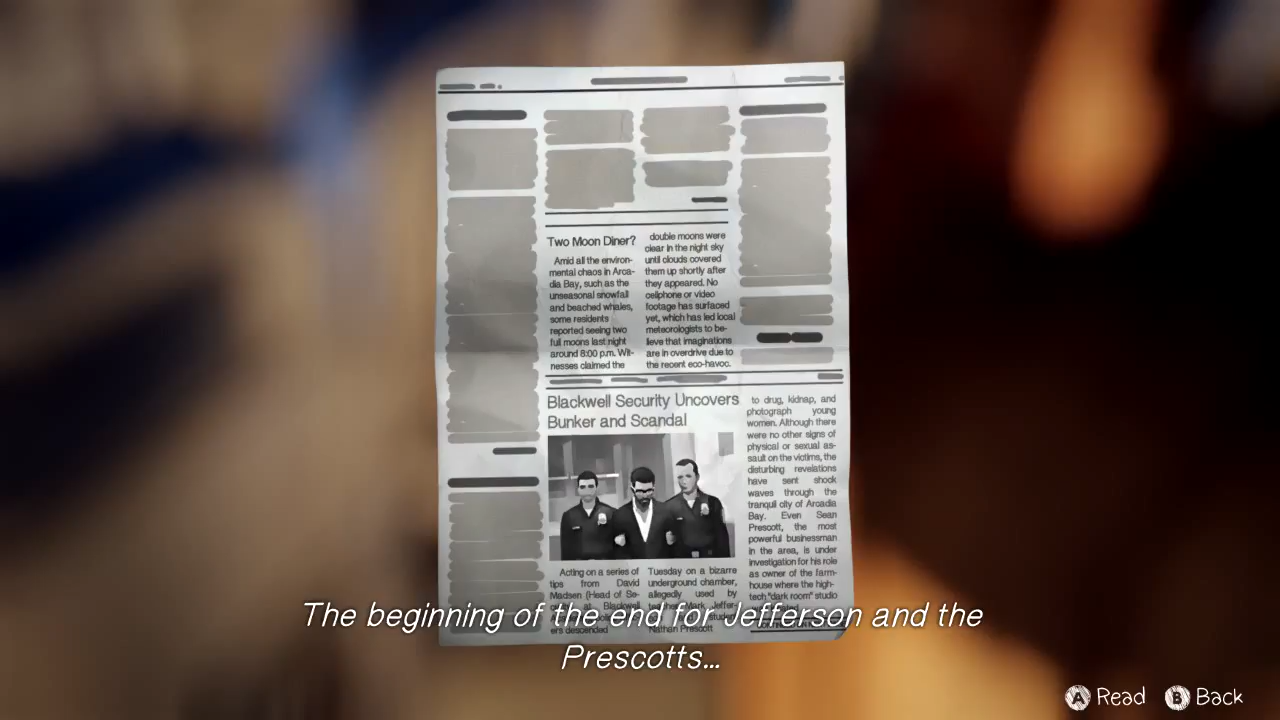 Two Moon Diner?
Amid all the environ-
mental chaos in Arca-
dia Bay, such as the
unseasonal snowfall
and beached whales,
some residents
reported seeing two
full moons last night
around 8:00 p.m. Wit-
nesses claimed the
double moons were
clear in the night sky
until clouds covered
them up shortly after
they appeared. No
cellphone or video
footage has surfaced
yet, which has led local
meteorologists to be-
lieve that imaginations
are in overdrive due to
the recent eco-havoc.
Blackwell Security Uncovers
Bunker and Scandal
Acting on a series of
tips from David
Madsen (Head of Se-
at Blackwell
ers descended
Tuesday on a bizarre
underground chamber,
allegedly used by
Mark Jeffer-
Nathan Prescott
to drug, kidnap, and
photograph young
women. Although there
were no other signs of
physical or sexual as-
sault on the victims, the
disturbing revelations
have sent shock
waves through the
tranquil city of Arcadia
Bay. Even Sean
Prescott, the most
powerful businessman
in the area, is under
investigation for his role
as owner of the farm-
house where the high-
tech "dark room" studio
The beginning of the end for Jefferson and the
Prescotts...
A Read B Back